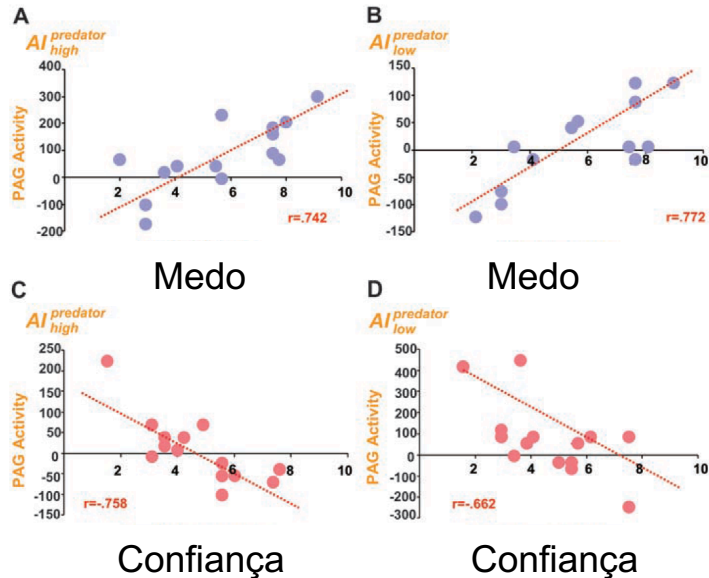 A
AI predator high
PAG Activity
400
300
200
100
0
-100
-200
2 4 6 8 10
r=.742
Medo
B
AI predator low
PAG Activity
150
100
50
0
-50
-100
-150
2 4 6 8 10
r=.772
Medo
C
AI predator high
PAG Activity
250
200
150
100
50
0
-50
-100
-150
2 4 6 8 10
r=-.758
Confiança
D
AI predator low
PAG Activity
500
400
300
200
100
0
-100
-200
-300
2 4 6 8 10
r=-.662
Confiança